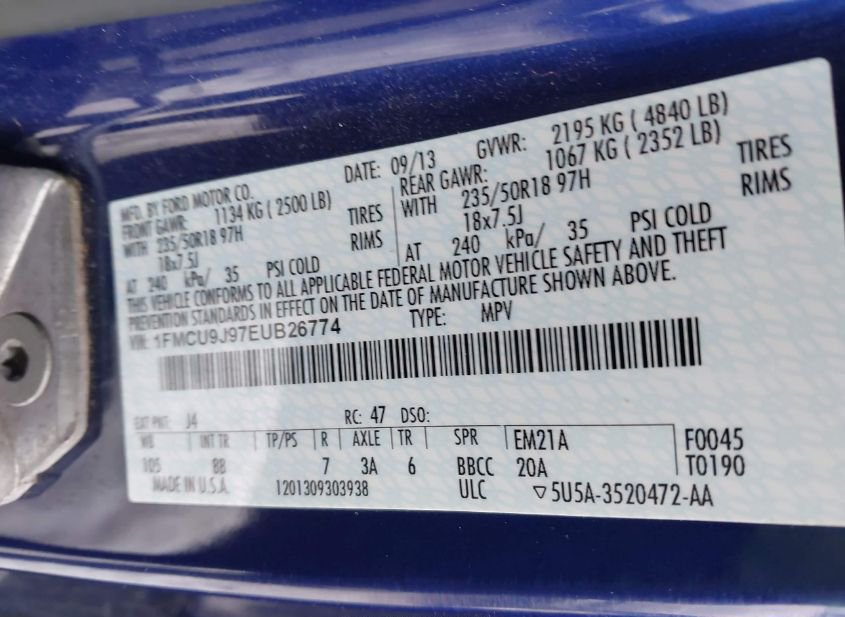 MFD. BY FORD MOTOR CO. DATE: 09/13 GVWR: 2195 KG ( 4840 LB)
FRONT GAWR: 1134 KG ( 2500 LB) REAR GAWR: 1067 KG ( 2352 LB)
WITH 235/50R18 97H TIRES WITH 235/50R18 97H TIRES
18x7.5J RIMS 18x7.5J RIMS
AT 240 kPa/ 35 PSI COLD AT 240 kPa/ 35 PSI COLD
THIS VEHICLE CONFORMS TO ALL APPLICABLE FEDERAL MOTOR VEHICLE SAFETY AND THEFT
PREVENTION STANDARDS IN EFFECT ON THE DATE OF MANUFACTURE SHOWN ABOVE.
VIN: 1FMCU9J97EUB26774 TYPE: MPV
EXT PNT: J4 RC: 47 DSO:
WB INT TR TP/PS R AXLE TR SPR EM21A F0045
105 BB 7 3A 6 BBCC 20A T0190
MADE IN U.S.A. 1201309303938 ULC ▽5U5A-3520472-AA